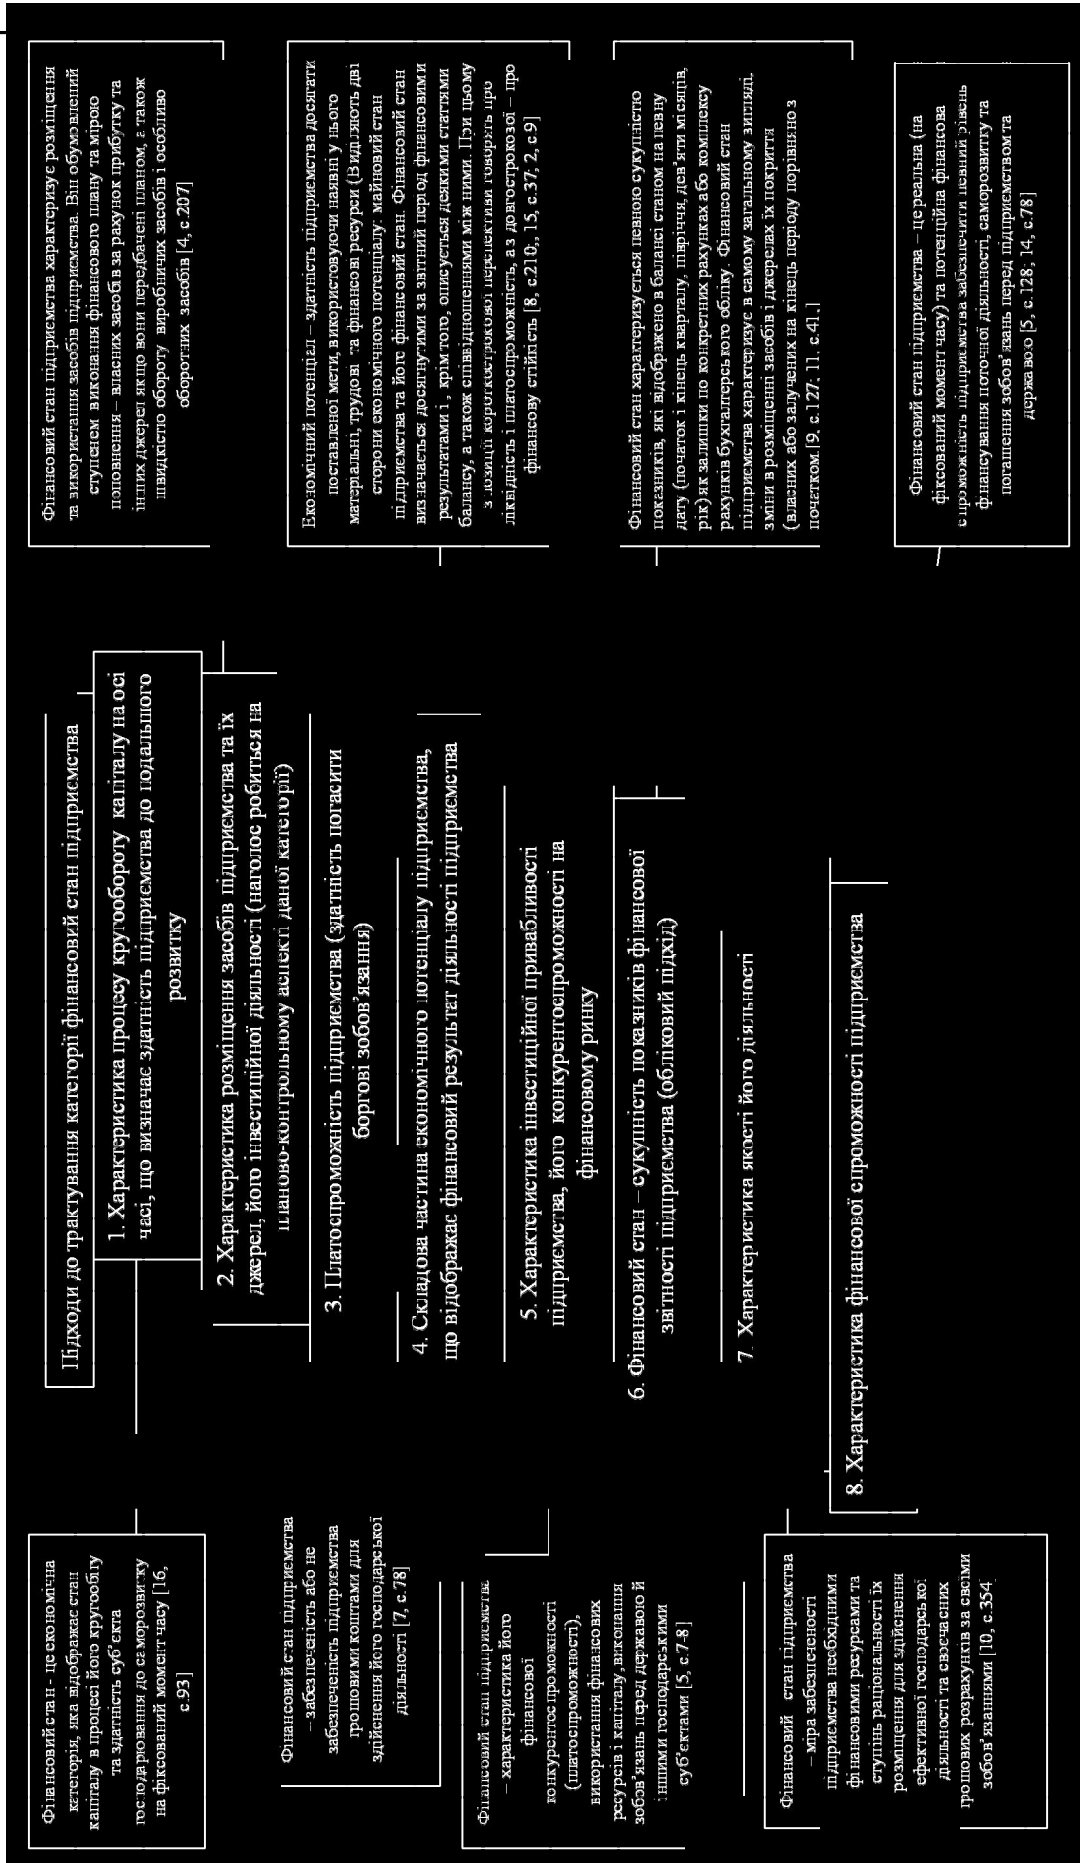 Підходи до трактування категорії фінансовий стан підприємства
1. Характеристика процесу кругообороту капіталу на осі
часі, що визначає здатність підприємства до подальшого
розвитку
2. Характеристика розміщення засобів підприємства та їх
джерел, його інвестиційної діяльності (наголос робиться на
планово-контрольному аспекті даної категорії)
3. Платоспроможність підприємства (здатність погасити
боргові зобов’язання)
4. Складова частина економічного потенціалу підприємства,
що відображає фінансовий результат діяльності підприємства
5. Характеристика інвестиційної привабливості
підприємства, його конкурентоспроможності на
фінансовому ринку
6. Фінансовий стан – сукупність показників фінансової
звітності підприємства (обліковий підхід)
7. Характеристика якості його діяльності
8. Характеристика фінансової спроможності підприємства
Фінансовий стан - це економічна
категорія, яка відображає стан
капіталу в процесі його кругообігу
та здатність суб’єкта
господарювання до саморозвитку
на фіксований момент часу [16,
с.93]
Фінансовий стан підприємства
– забезпеченість або не
забезпеченість підприємства
грошовими коштами для
здійснення його господарської
діяльності [7, с.78]
Фінансовий стан підприємства
– характеристика його
фінансової
конкурентоспроможності
(платоспроможності),
використання фінансових
ресурсів і капіталу, виконання
зобов’язань перед державою й
іншими господарськими
суб’єктами [5, с.7-8]
Фінансовий стан підприємства
– міра забезпеченості
підприємства необхідними
фінансовими ресурсами та
ступінь раціональності їх
розміщення для здійснення
ефективної господарської
діяльності та своєчасних
грошових розрахунків за своїми
зобов’язаннями [10, с.354]
Фінансовий стан підприємства характеризує розміщення
та використання засобів підприємства. Він обумовлений
ступенем виконання фінансового плану та мірою
поповнення – власних засобів за рахунок прибутку та
інших джерел якщо вони передбачені планом, а також
швидкістю обороту виробничих засобів і особливо
оборотних засобів [4, с.207]
Економічний потенціал – здатність підприємства досягати
поставленої мети, використовуючи наявні у нього
матеріальні, трудові та фінансові ресурси (Виділяють дві
сторони економічного потенціалу: майновий стан
підприємства та його фінансовий стан. Фінансовий стан
визначається досягнутими за звітний період фінансовими
результатами і, крім того, описується деякими статтями
балансу, а також співвідношеннями між ними. При цьому
з позиції короткострокової перспективи говорять про
ліквідність і платоспроможність, а з довгострокової – про
фінансову стійкість [8, с.210,, 15, с.37; 2, с.9]
Фінансовий стан характеризується певною сукупністю
показників, які відображено в балансі станом на певну
дату (початок і кінець кварталу, півріччя, дев’яти місяців,
рік) як залишки по конкретних рахунках або комплексу
рахунків бухгалтерського обліку. Фінансовий стан
підприємства характеризує в самому загальному вигляді
зміни в розміщенні засобів і джерелах їх покриття
(власних або залучених на кінець періоду порівняно з
початком [9, с.127; 11. с.41.]
Фінансовий стан підприємства – це реальна (на
фіксований момент часу) та потенційна фінансова
спроможність підприємства забезпечити певний рівень
фінансування поточної діяльності, саморозвитку та
погашення зобов’язань перед підприємством та
державою [5, с.128; 14, с.78]